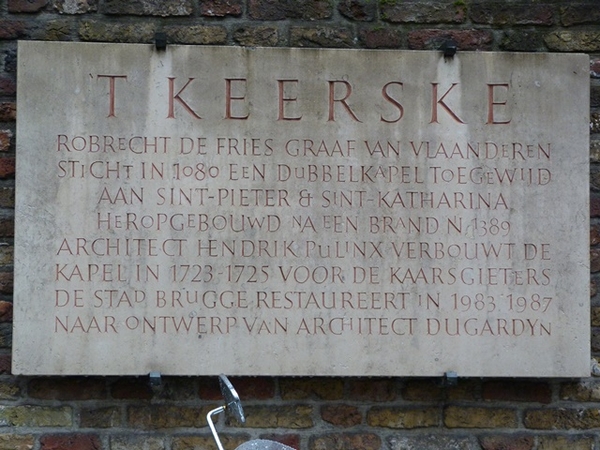 'T KEERSKE
ROBRECHT DE FRIES GRAAF VAN VLAANDEREN
STICHT IN 1080 EEN DUBBELKAPEL TOEGEWIJD
AAN SINT-PIETER & SINT-KATHARINA
HEROPGEBOUWD NA EEN BRAND IN 1389
ARCHITECT HENDRIK PULINX VERBOUWT DE
KAPEL IN 1723-1725 VOOR DE KAARSGIETERS
DE STAD BRUGGE RESTAUREERT IN 1983 1987
NAAR ONTWERP VAN ARCHITECT DUGARDYN